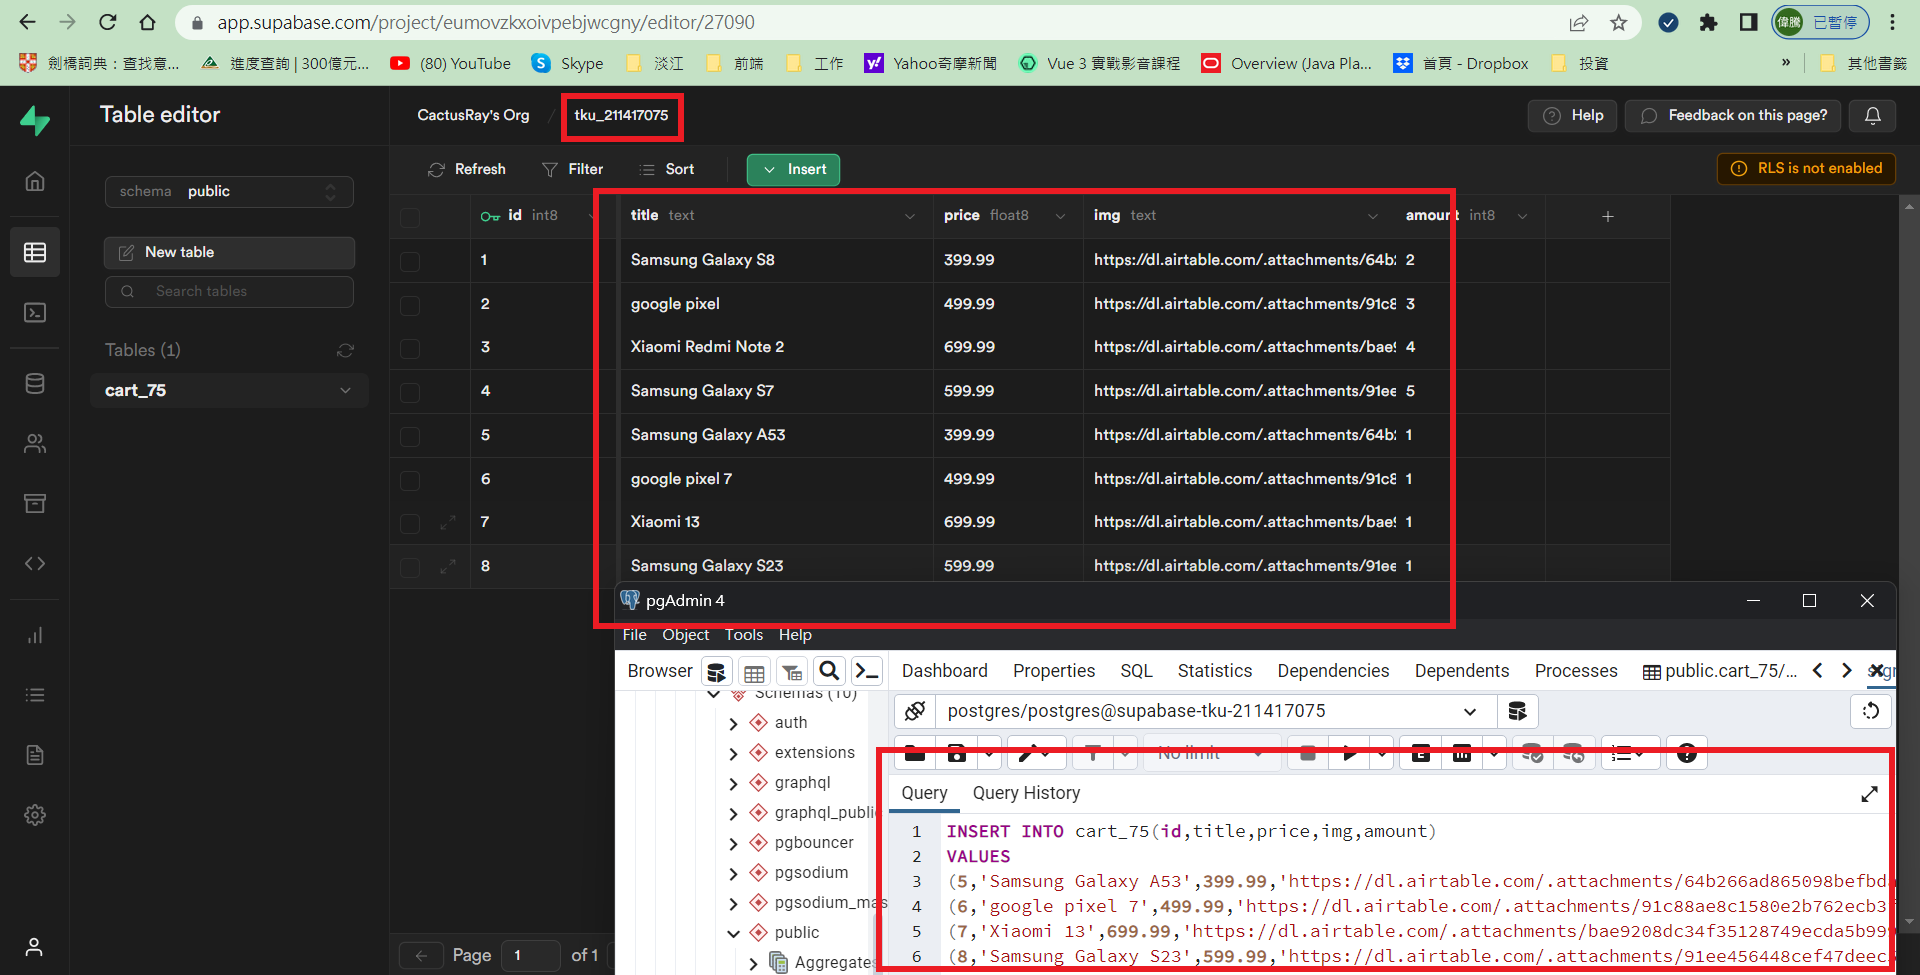 app.supabase.com/project/eumovzkxoivpebjwcgny/editor/27090
偉騰 已暫停
劍橋詞典：查找意... 進度查詢 | 300億元... (80) YouTube Skype 淡江 前端 工作 Yahoo奇摩新聞 Vue 3 實戰影音課程 Overview (Java Pla... 首頁 - Dropbox 投資 » 其他書籤
Table editor
CactusRay's Org / tku_211417075
Help Feedback on this page?
Refresh Filter Sort Insert
RLS is not enabled
schema public
New table
Search tables
Tables (1)
cart_75
id int8 title text price float8 img text amount int8 +
1 Samsung Galaxy S8 399.99 https://dl.airtable.com/.attachments/64b2 2
2 google pixel 499.99 https://dl.airtable.com/.attachments/91c8 3
3 Xiaomi Redmi Note 2 699.99 https://dl.airtable.com/.attachments/bae9 4
4 Samsung Galaxy S7 599.99 https://dl.airtable.com/.attachments/91ee 5
5 Samsung Galaxy A53 399.99 https://dl.airtable.com/.attachments/64b2 1
6 google pixel 7 499.99 https://dl.airtable.com/.attachments/91c8 1
7 Xiaomi 13 699.99 https://dl.airtable.com/.attachments/bae9 1
8 Samsung Galaxy S23 599.99 https://dl.airtable.com/.attachments/91ee 1
Page 1 of 1
pgAdmin 4
File Object Tools Help
Browser
Dashboard Properties SQL Statistics Dependencies Dependents Processes public.cart_75/...
Schemas (10)
auth
extensions
graphql
graphql_public
pgbouncer
pgsodium
pgsodium_mas
public
Aggregates
postgres/postgres@supabase-tku-211417075
No limit
Query Query History
1 INSERT INTO cart_75(id,title,price,img,amount)
2 VALUES
3 (5,'Samsung Galaxy A53',399.99,'https://dl.airtable.com/.attachments/64b266ad865098befbda
4 (6,'google pixel 7',499.99,'https://dl.airtable.com/.attachments/91c88ae8c1580e2b762ecb3f
5 (7,'Xiaomi 13',699.99,'https://dl.airtable.com/.attachments/bae9208dc34f35128749ecda5b999
6 (8,'Samsung Galaxy S23',599.99,'https://dl.airtable.com/.attachments/91ee456448cef47deec